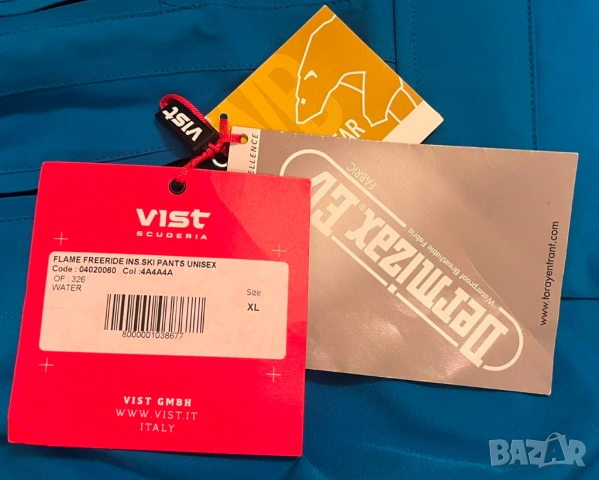 VIST
SCUDERIA
FLAME FREERIDE INS.SKI PANTS UNISEX
Code : 04020060 Col :4A4A4A
OF : 326
WATER
Size
XL
8000001038677
VIST GMBH
WWW.VIST.IT
ITALY
VIST
Dermizax® EV
FABRIC
Waterproof Breathable Fabric
www.torayentrant.com
BAZAR